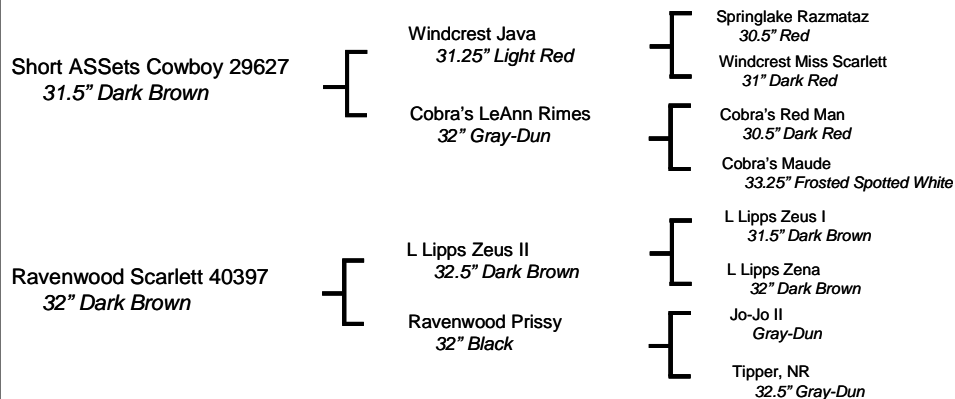 Short ASSets Cowboy 29627
31.5” Dark Brown
Windcrest Java
31.25” Light Red
Springlake Razmataz
30.5” Red
Windcrest Miss Scarlett
31” Dark Red
Cobra’s LeAnn Rimes
32” Gray-Dun
Cobra’s Red Man
30.5” Dark Red
Cobra’s Maude
33.25” Frosted Spotted White
Ravenwood Scarlett 40397
32” Dark Brown
L Lipps Zeus II
32.5” Dark Brown
L Lipps Zeus I
31.5” Dark Brown
L Lipps Zena
32” Dark Brown
Ravenwood Prissy
32” Black
Jo-Jo II
Gray-Dun
Tipper, NR
32.5” Gray-Dun